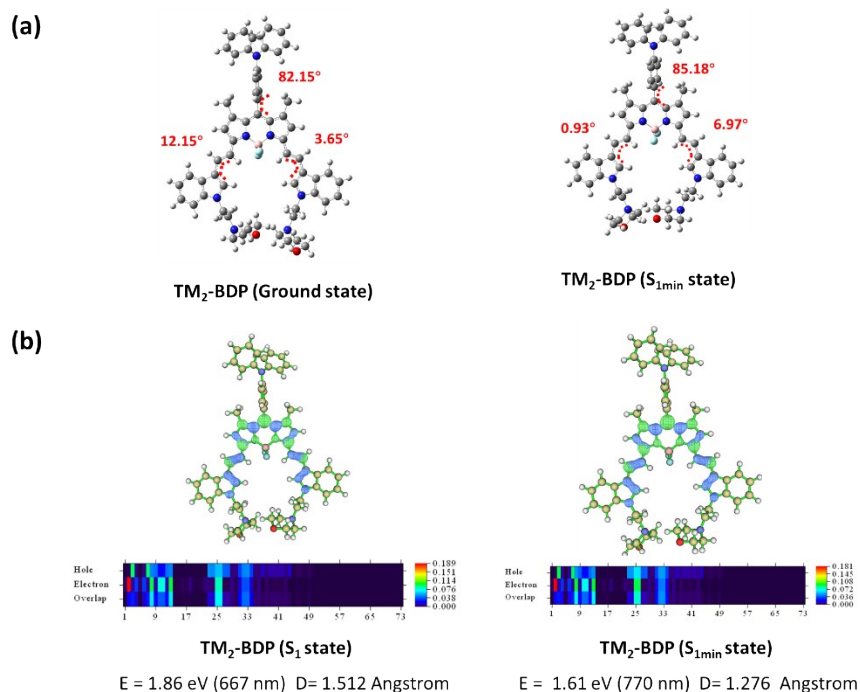 (a)
82.15°
12.15°
3.65°
TM₂-BDP (Ground state)
85.18°
0.93°
6.97°
TM₂-BDP (S₁ₘᵢₙ state)
(b)
Hole
Electron
Overlap
0.189
0.151
0.114
0.076
0.038
0.000
1 9 17 25 33 41 49 57 65 73
TM₂-BDP (S₁ state)
E = 1.86 eV (667 nm) D= 1.512 Angstrom
Hole
Electron
Overlap
0.181
0.145
0.108
0.072
0.036
0.000
1 9 17 25 33 41 49 57 65 73
TM₂-BDP (S₁ₘᵢₙ state)
E = 1.61 eV (770 nm) D= 1.276 Angstrom